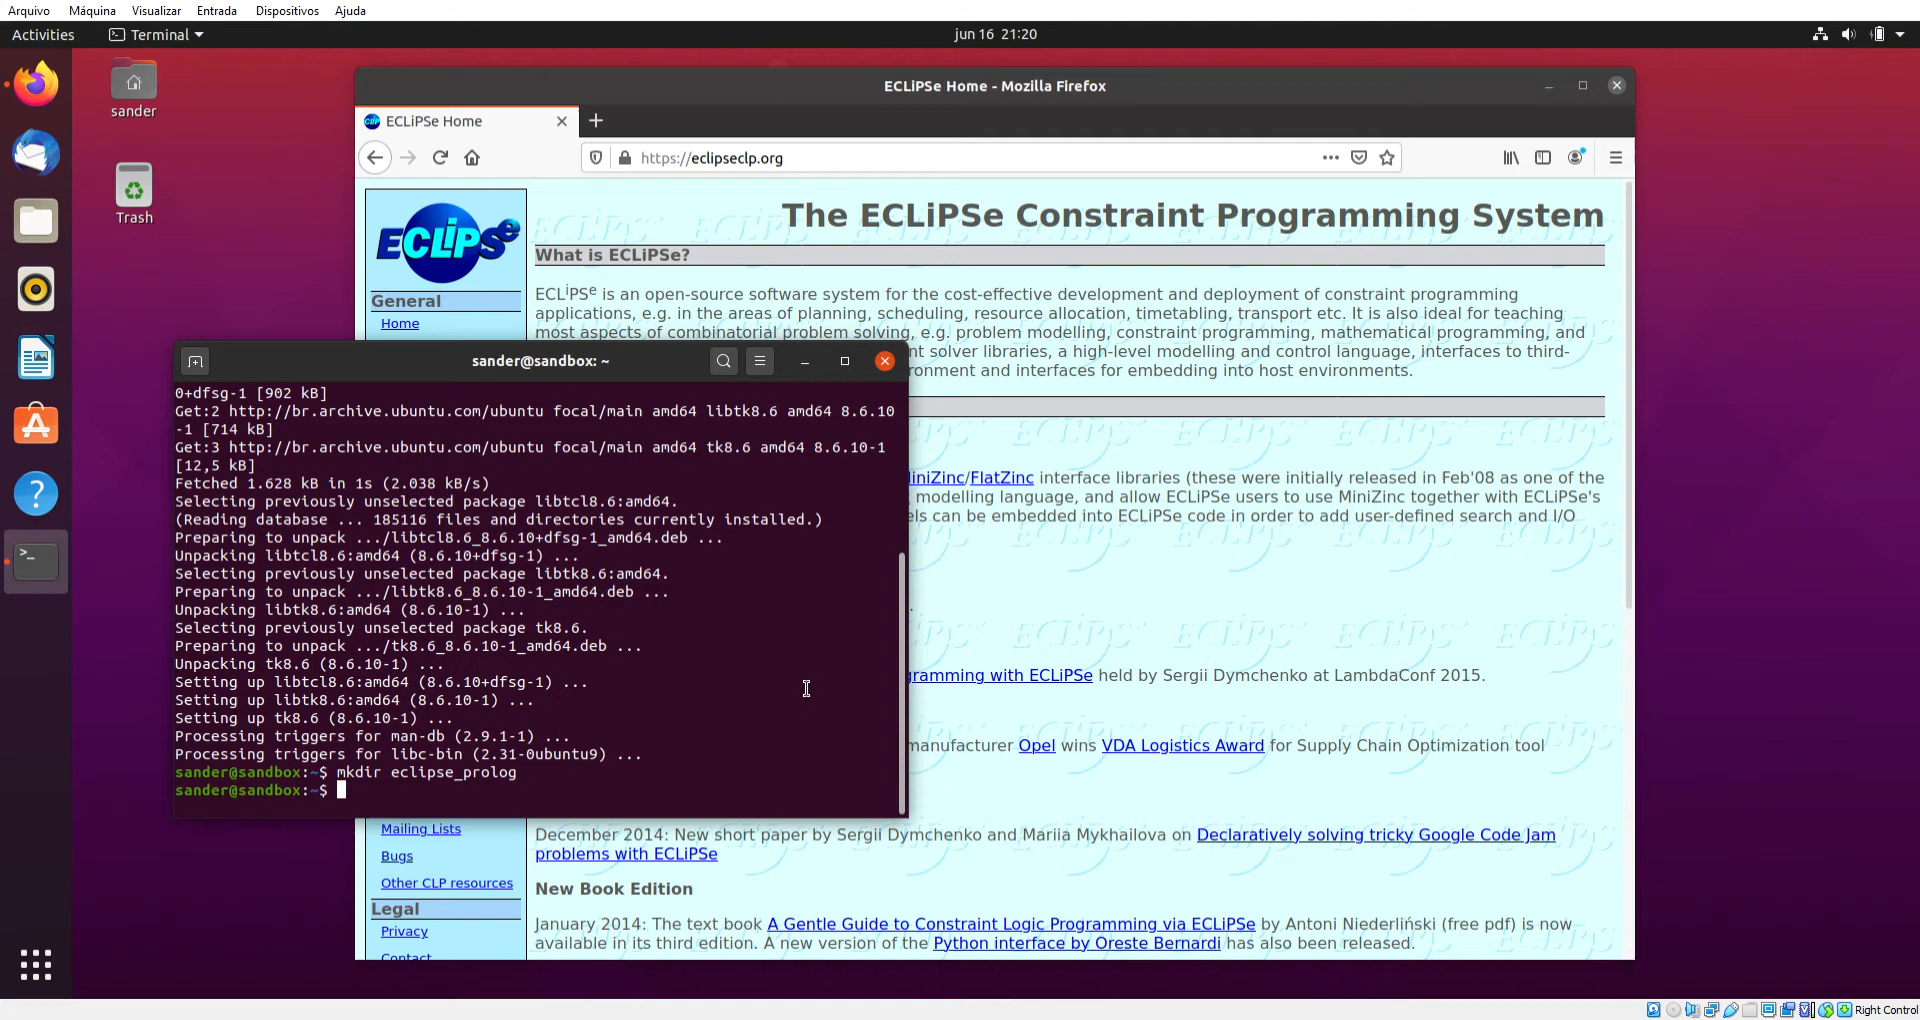 Arquivo Máquina Visualizar Entrada Dispositivos Ajuda
Activities Terminal jun 16 21:20
sander
Trash
ECLiPSe Home - Mozilla Firefox
ECLiPSe Home
https://eclipseclp.org
ECLiPSe
General
Home
The ECLiPSe Constraint Programming System
What is ECLiPSe?
ECLiPSe is an open-source software system for the cost-effective development and deployment of constraint programming
applications, e.g. in the areas of planning, scheduling, resource allocation, timetabling, transport etc. It is also ideal for teaching
most aspects of combinatorial problem solving, e.g. problem modelling, constraint programming, mathematical programming, and
nt solver libraries, a high-level modelling and control language, interfaces to third-
ronment and interfaces for embedding into host environments.
iniZinc/FlatZinc interface libraries (these were initially released in Feb'08 as one of the
modelling language, and allow ECLiPSe users to use MiniZinc together with ECLiPSe's
els can be embedded into ECLiPSe code in order to add user-defined search and I/O
gramming with ECLiPSe held by Sergii Dymchenko at LambdaConf 2015.
manufacturer Opel wins VDA Logistics Award for Supply Chain Optimization tool
sander@sandbox: ~
0+dfsg-1 [902 kB]
Get:2 http://br.archive.ubuntu.com/ubuntu focal/main amd64 libtk8.6 amd64 8.6.10
-1 [714 kB]
Get:3 http://br.archive.ubuntu.com/ubuntu focal/main amd64 tk8.6 amd64 8.6.10-1
[12,5 kB]
Fetched 1.628 kB in 1s (2.038 kB/s)
Selecting previously unselected package libtcl8.6:amd64.
(Reading database ... 185116 files and directories currently installed.)
Preparing to unpack .../libtcl8.6_8.6.10+dfsg-1_amd64.deb ...
Unpacking libtcl8.6:amd64 (8.6.10+dfsg-1) ...
Selecting previously unselected package libtk8.6:amd64.
Preparing to unpack .../libtk8.6_8.6.10-1_amd64.deb ...
Unpacking libtk8.6:amd64 (8.6.10-1) ...
Selecting previously unselected package tk8.6.
Preparing to unpack .../tk8.6_8.6.10-1_amd64.deb ...
Unpacking tk8.6 (8.6.10-1) ...
Setting up libtcl8.6:amd64 (8.6.10+dfsg-1) ...
Setting up libtk8.6:amd64 (8.6.10-1) ...
Setting up tk8.6 (8.6.10-1) ...
Processing triggers for man-db (2.9.1-1) ...
Processing triggers for libc-bin (2.31-0ubuntu9) ...
sander@sandbox:~$ mkdir eclipse_prolog
sander@sandbox:~$
Mailing Lists
Bugs
Other CLP resources
Legal
Privacy
Contact
December 2014: New short paper by Sergii Dymchenko and Mariia Mykhailova on Declaratively solving tricky Google Code Jam
problems with ECLiPSe
New Book Edition
January 2014: The text book A Gentle Guide to Constraint Logic Programming via ECLiPSe by Antoni Niederliński (free pdf) is now
available in its third edition. A new version of the Python interface by Oreste Bernardi has also been released.
Right Control